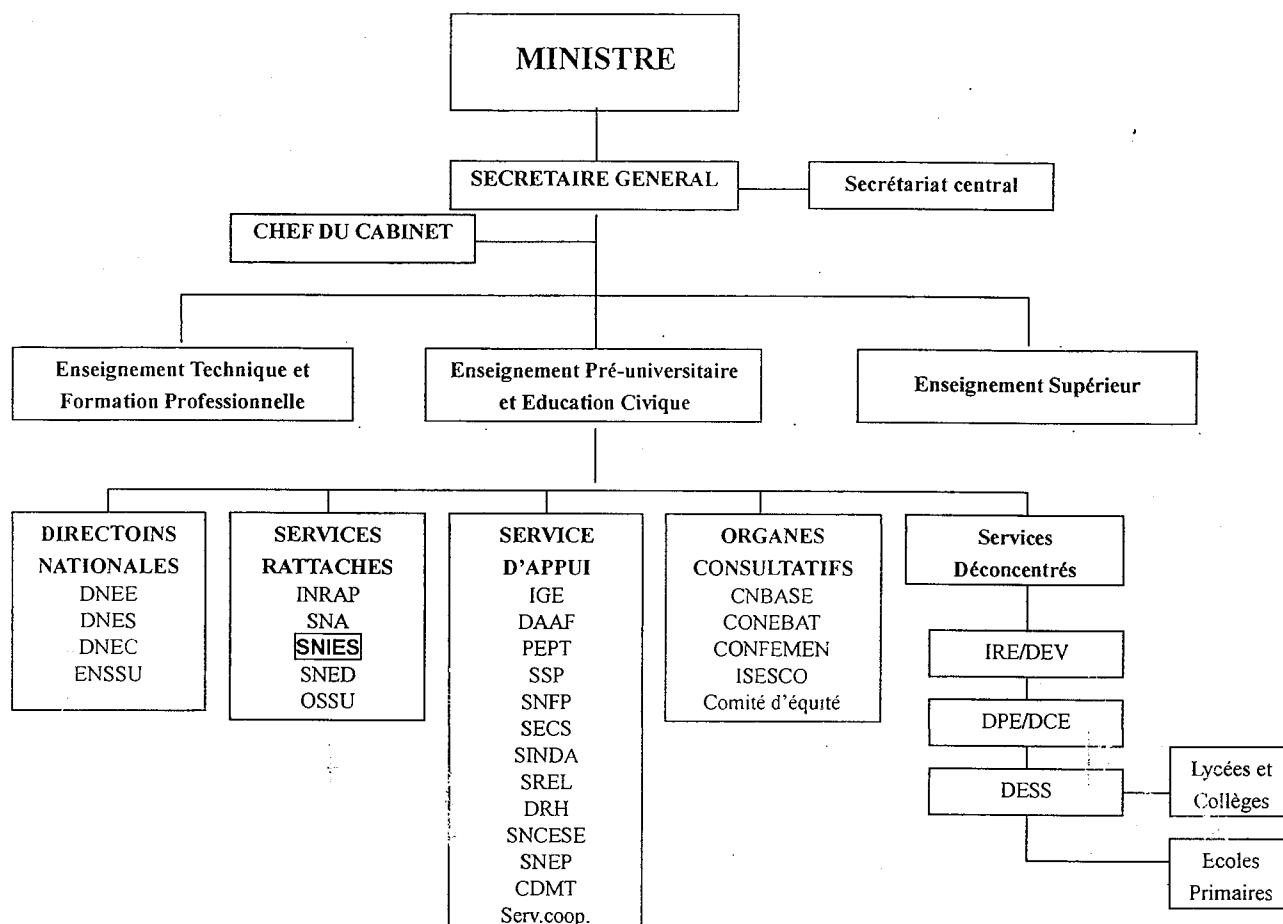 MINISTRE
SECRETAIRE GENERAL
Secrétariat central
CHEF DU CABINET
Enseignement Technique et
Formation Professionnelle
Enseignement Pré-universitaire
et Education Civique
Enseignement Supérieur
DIRECTOINS
NATIONALES
DNEE
DNES
DNEC
ENSSU
SERVICES
RATTACHES
INRAP
SNA
SNIES
SNED
OSSU
SERVICE
D'APPUI
IGE
DAAF
PEPT
SSP
SNFP
SECS
SINDA
SREL
DRH
SNCESE
SNEP
CDMT
Serv.coop.
ORGANES
CONSULTATIFS
CNBASE
CONEBAT
CONFEMEN
ISESCO
Comité d'équité
Services
Déconcentrés
IRE/DEV
DPE/DCE
DESS
Lycées et
Collèges
Ecoles
Primaires